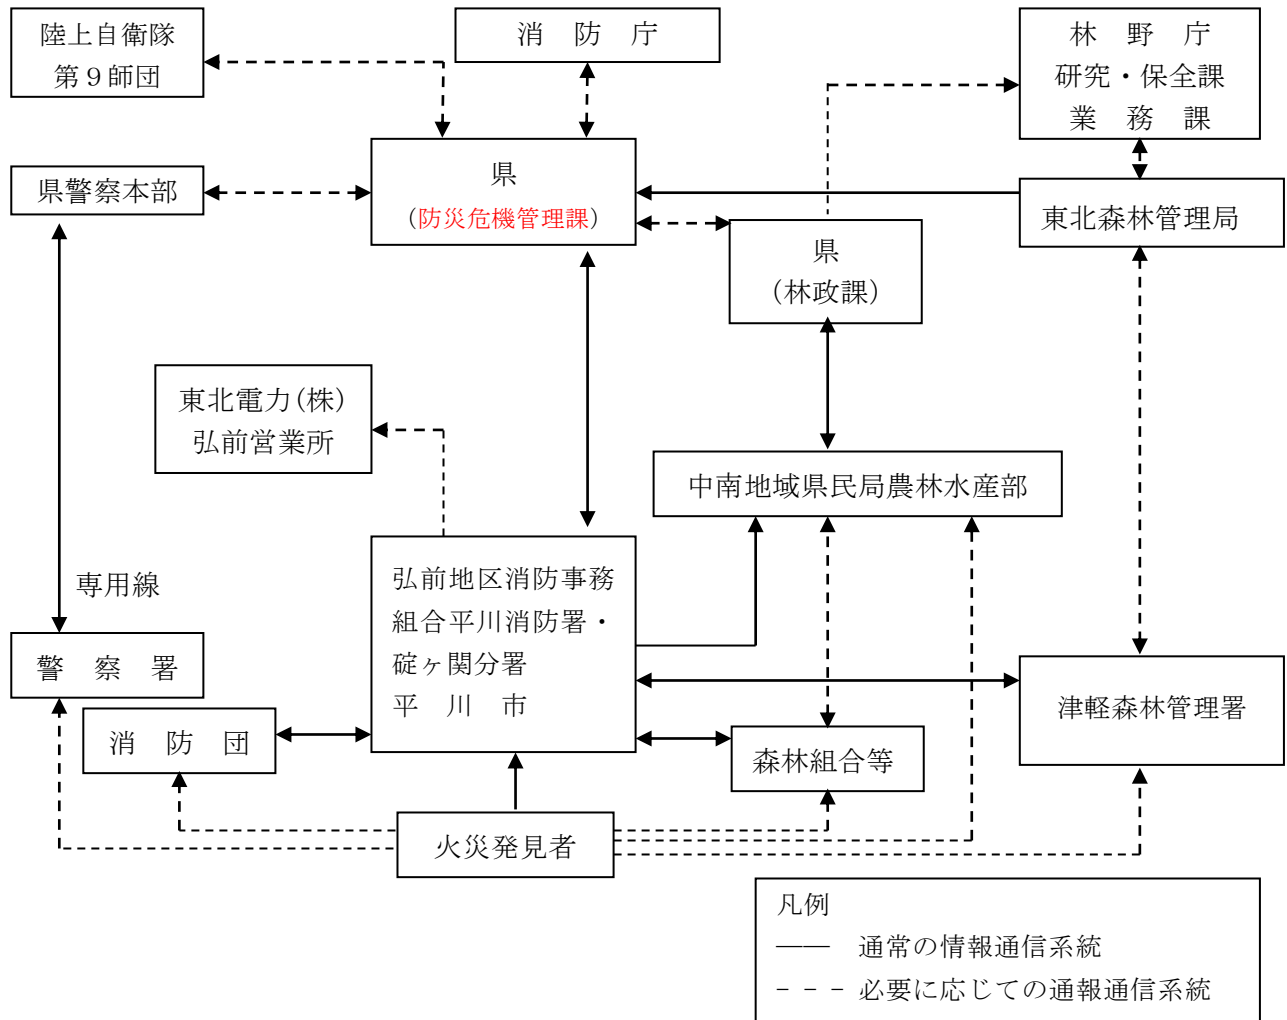 陸上自衛隊
第９師団
消　防　庁
林　野　庁
研究・保全課
業　務　課
県警察本部
県
（防災危機管理課）
東北森林管理局
県
（林政課）
東北電力(株)
弘前営業所
中南地域県民局農林水産部
専用線
弘前地区消防事務
組合平川消防署・
碇ヶ関分署
平　川　市
警　察　署
津軽森林管理署
消　防　団
森林組合等
火災発見者
凡例
――　通常の情報通信系統
- - - 必要に応じての通報通信系統